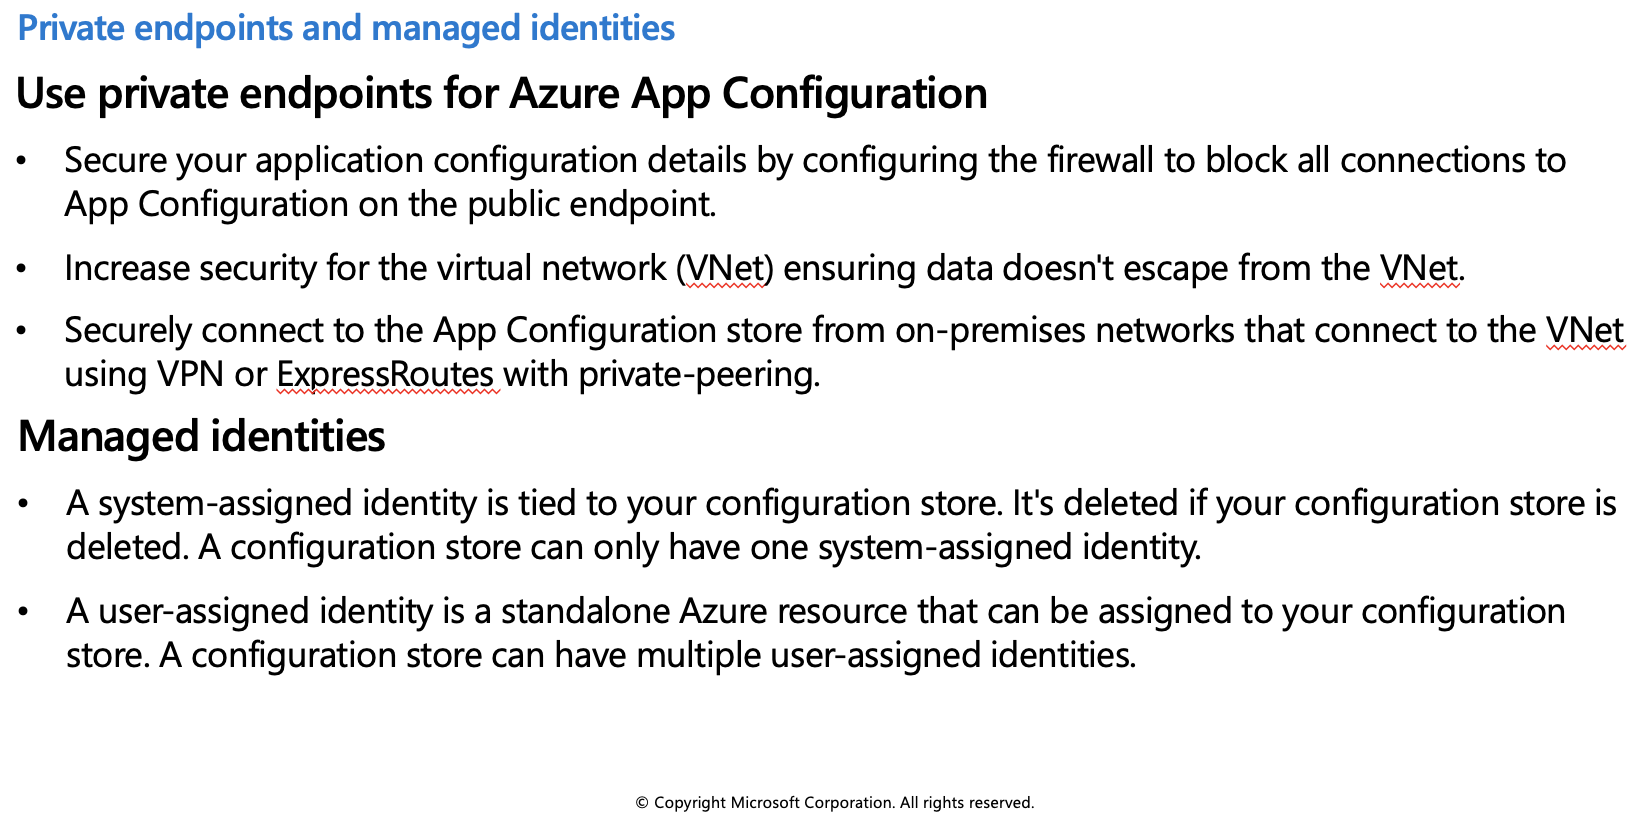 Private endpoints and managed identities
Use private endpoints for Azure App Configuration
• Secure your application configuration details by configuring the firewall to block all connections to
App Configuration on the public endpoint.
• Increase security for the virtual network (VNet) ensuring data doesn't escape from the VNet.
• Securely connect to the App Configuration store from on-premises networks that connect to the VNet
using VPN or ExpressRoutes with private-peering.
Managed identities
• A system-assigned identity is tied to your configuration store. It's deleted if your configuration store is
deleted. A configuration store can only have one system-assigned identity.
• A user-assigned identity is a standalone Azure resource that can be assigned to your configuration
store. A configuration store can have multiple user-assigned identities.
© Copyright Microsoft Corporation. All rights reserved.